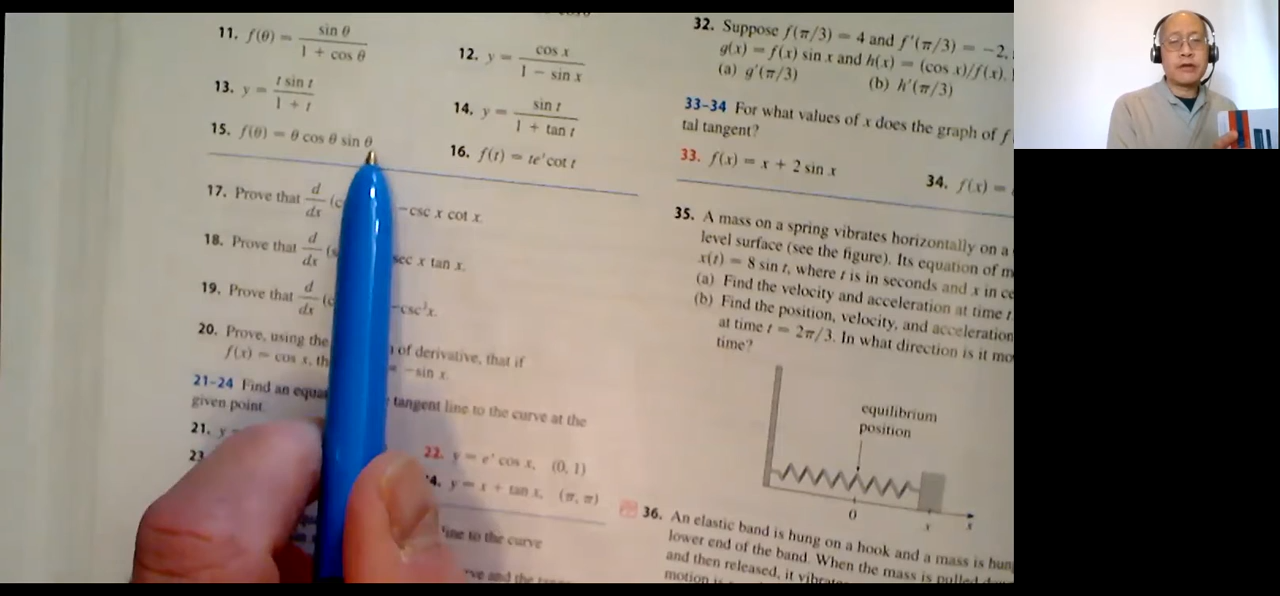 11. f(θ) = sin θ / 1 + cos θ
12. y = cos x / 1 − sin x
13. y = t sin t / 1 + t
14. y = sin t / 1 + tan t
15. f(θ) = θ cos θ sin θ
16. f(t) = te^t cot t
17. Prove that d/dx (c −csc x cot x.
18. Prove that d/dx (s sec x tan x.
19. Prove that d/dx (c −csc²x.
20. Prove, using the of derivative, that if
f(x) = cos x, th = −sin x.
21–24 Find an equa tangent line to the curve at the
given point.
21. y
22. y = e^x cos x, (0, 1)
23.
4. y = x + tan x, (π, π)
line to the curve
32. Suppose f(π/3) = 4 and f′(π/3) = −2,
g(x) = f(x) sin x and h(x) = (cos x)/f(x).
(a) g′(π/3) (b) h′(π/3)
33–34 For what values of x does the graph of f
tal tangent?
33. f(x) = x + 2 sin x
34. f(x) =
35. A mass on a spring vibrates horizontally on a
level surface (see the figure). Its equation of m
x(t) = 8 sin t, where t is in seconds and x in ce
(a) Find the velocity and acceleration at time t
(b) Find the position, velocity, and acceleration
at time t = 2π/3. In what direction is it mo
time?
equilibrium
position
0
x
x
36. An elastic band is hung on a hook and a mass is hun
lower end of the band. When the mass is pulled
and then released, it vibrate
motion is